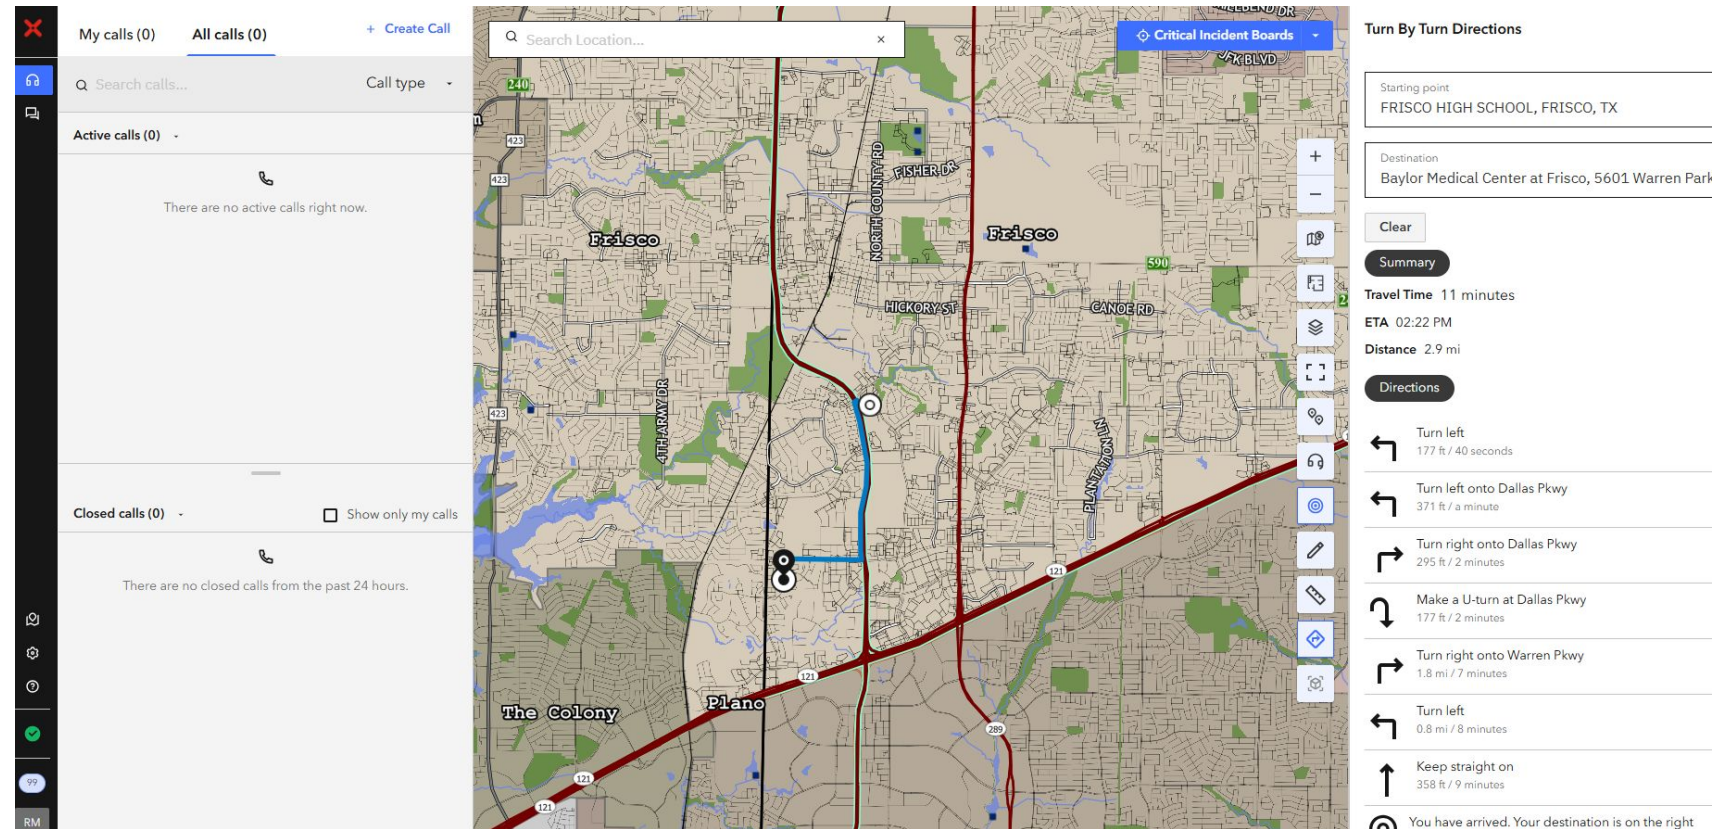 My calls (0)
All calls (0)
+ Create Call
Search calls...
Call type
Active calls (0)
There are no active calls right now.
Closed calls (0)
Show only my calls
There are no closed calls from the past 24 hours.
99
RM
Search Location...
×
Critical Incident Boards
JFK BLVD
240
423
423
423
NORTH COUNTY RD
FISHER DR
Frisco
Frisco
590
HICKORY ST
CANOE RD
4TH ARMY DR
PLANTATION LN
121
121
121
121
289
Plano
The Colony
Turn By Turn Directions
Starting point
FRISCO HIGH SCHOOL, FRISCO, TX
Destination
Baylor Medical Center at Frisco, 5601 Warren Park
Clear
Summary
Travel Time 11 minutes
ETA 02:22 PM
Distance 2.9 mi
Directions
Turn left
177 ft / 40 seconds
Turn left onto Dallas Pkwy
371 ft / a minute
Turn right onto Dallas Pkwy
295 ft / 2 minutes
Make a U-turn at Dallas Pkwy
177 ft / 2 minutes
Turn right onto Warren Pkwy
1.8 mi / 7 minutes
Turn left
0.8 mi / 8 minutes
Keep straight on
358 ft / 9 minutes
You have arrived. Your destination is on the right